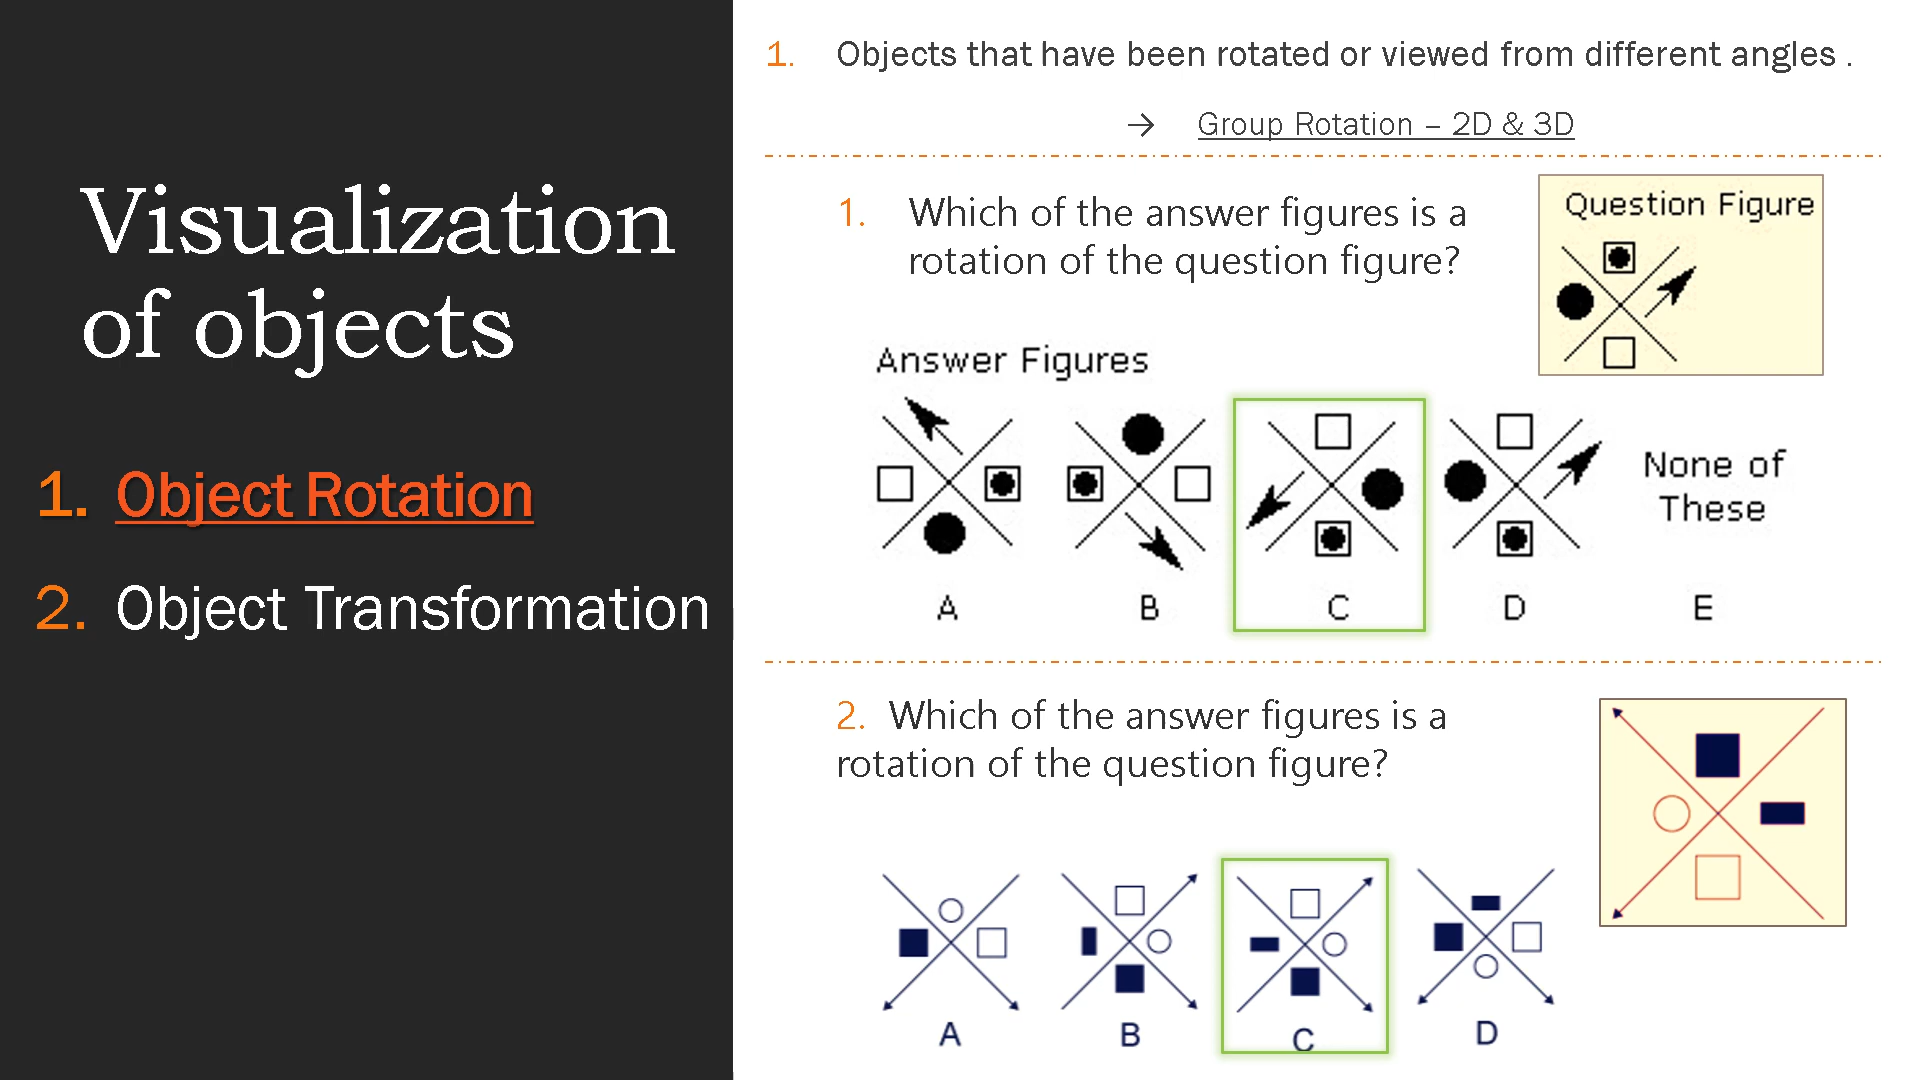 Visualization
of objects
1. Object Rotation
2. Object Transformation
1. Objects that have been rotated or viewed from different angles .
→ Group Rotation – 2D & 3D
1. Which of the answer figures is a
rotation of the question figure?
Question Figure
Answer Figures
None of
These
A B C D E
2. Which of the answer figures is a
rotation of the question figure?
A B C D